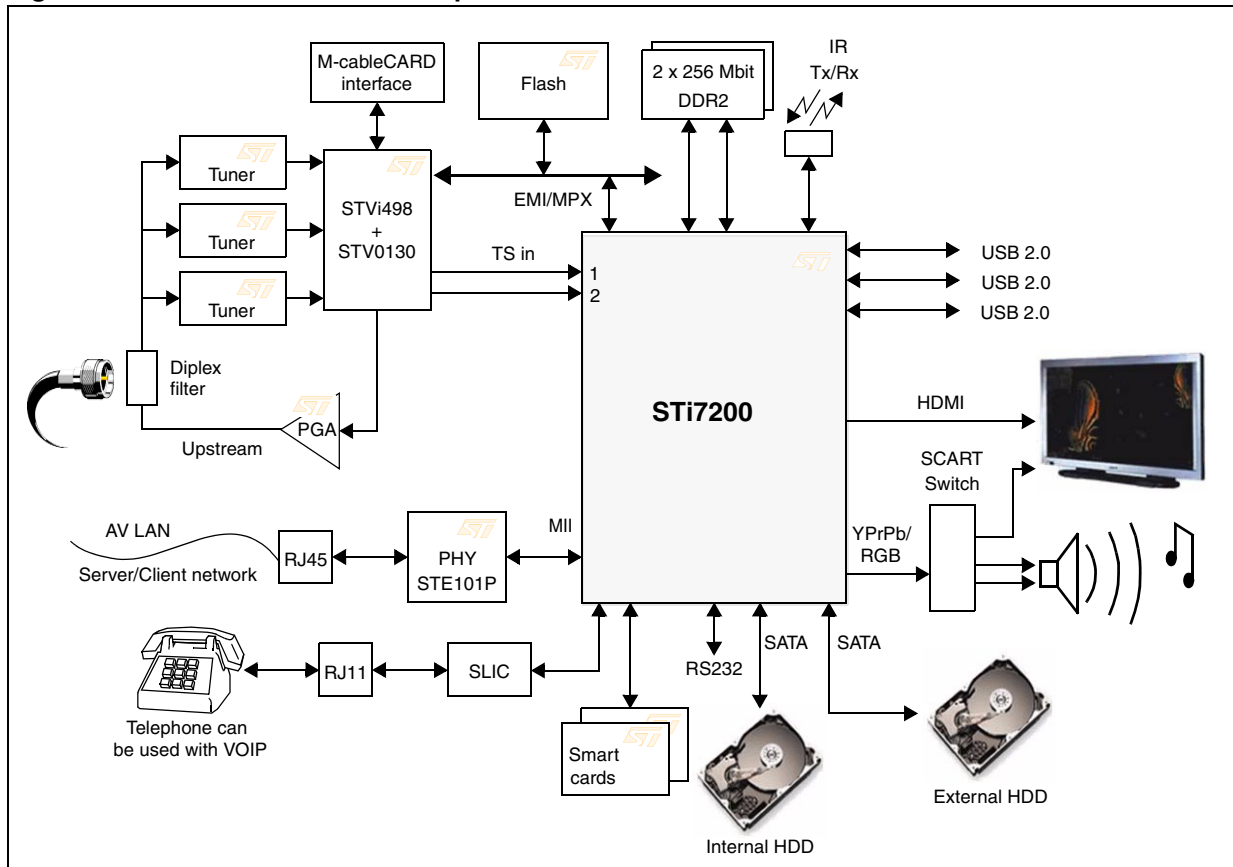 M-cableCARD
interface
Flash
2 x 256 Mbit
DDR2
IR
Tx/Rx
Tuner
Tuner
Tuner
STVi498
+
STV0130
EMI/MPX
TS in
1
2
USB 2.0
USB 2.0
USB 2.0
Diplex
filter
PGA
Upstream
STi7200
HDMI
SCART
Switch
YPrPb/
RGB
AV LAN
Server/Client network
RJ45
PHY
STE101P
MII
RJ11
SLIC
Telephone can
be used with VOIP
Smart
cards
RS232
SATA
SATA
Internal HDD
External HDD